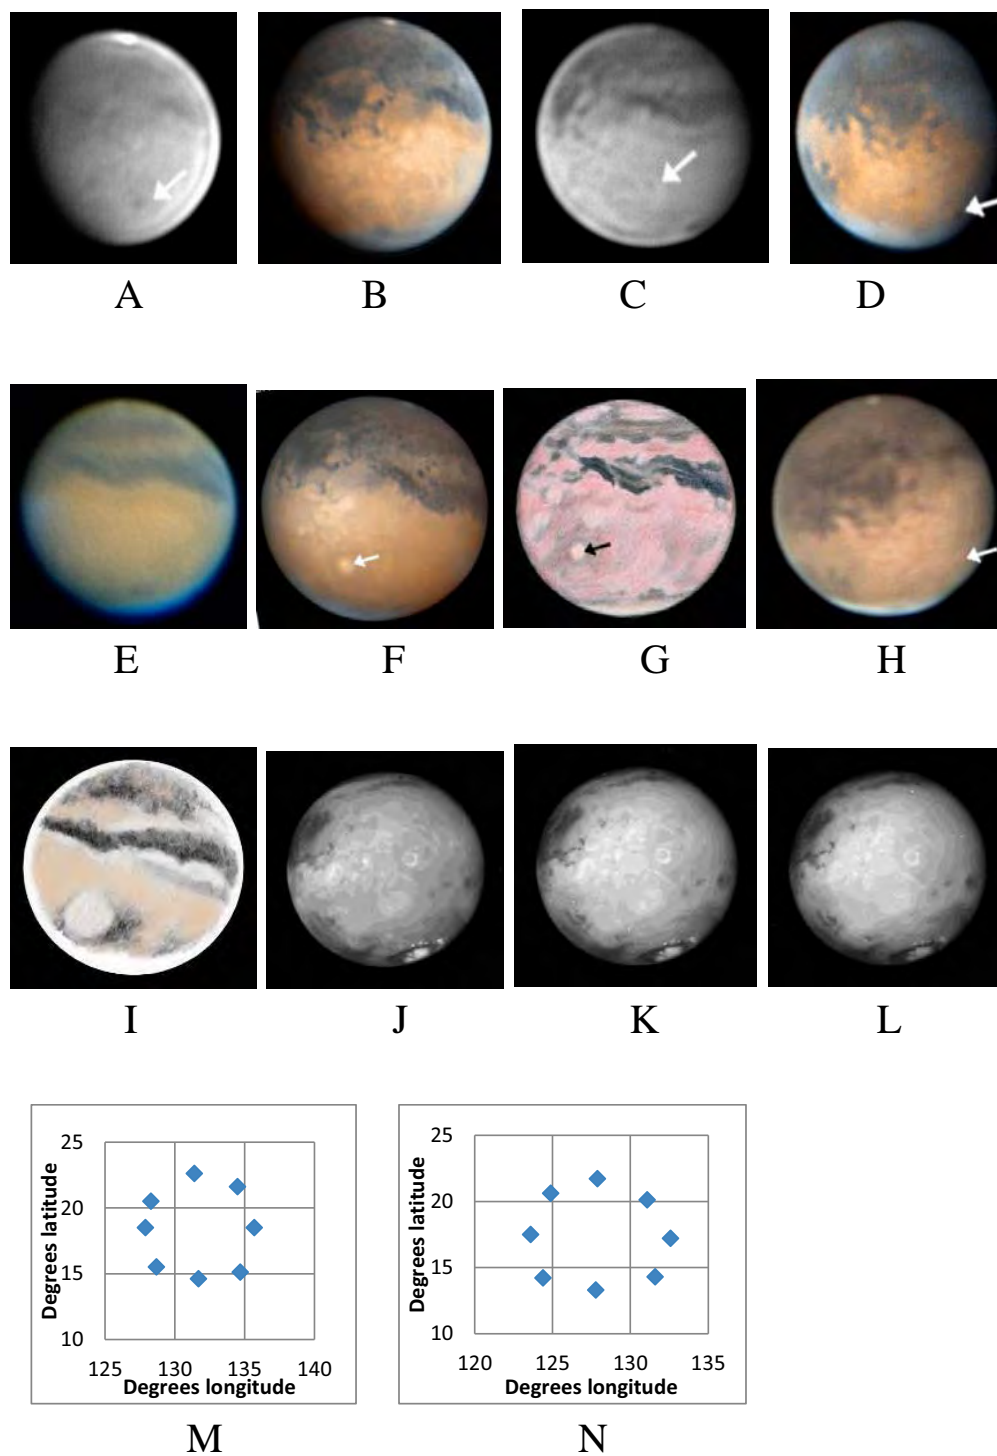 A B C D
E F G H
I J K L
25
20
15
10
125 130 135 140
Degrees latitude
Degrees longitude
25
20
15
10
120 125 130 135
Degrees latitude
Degrees longitude
M N